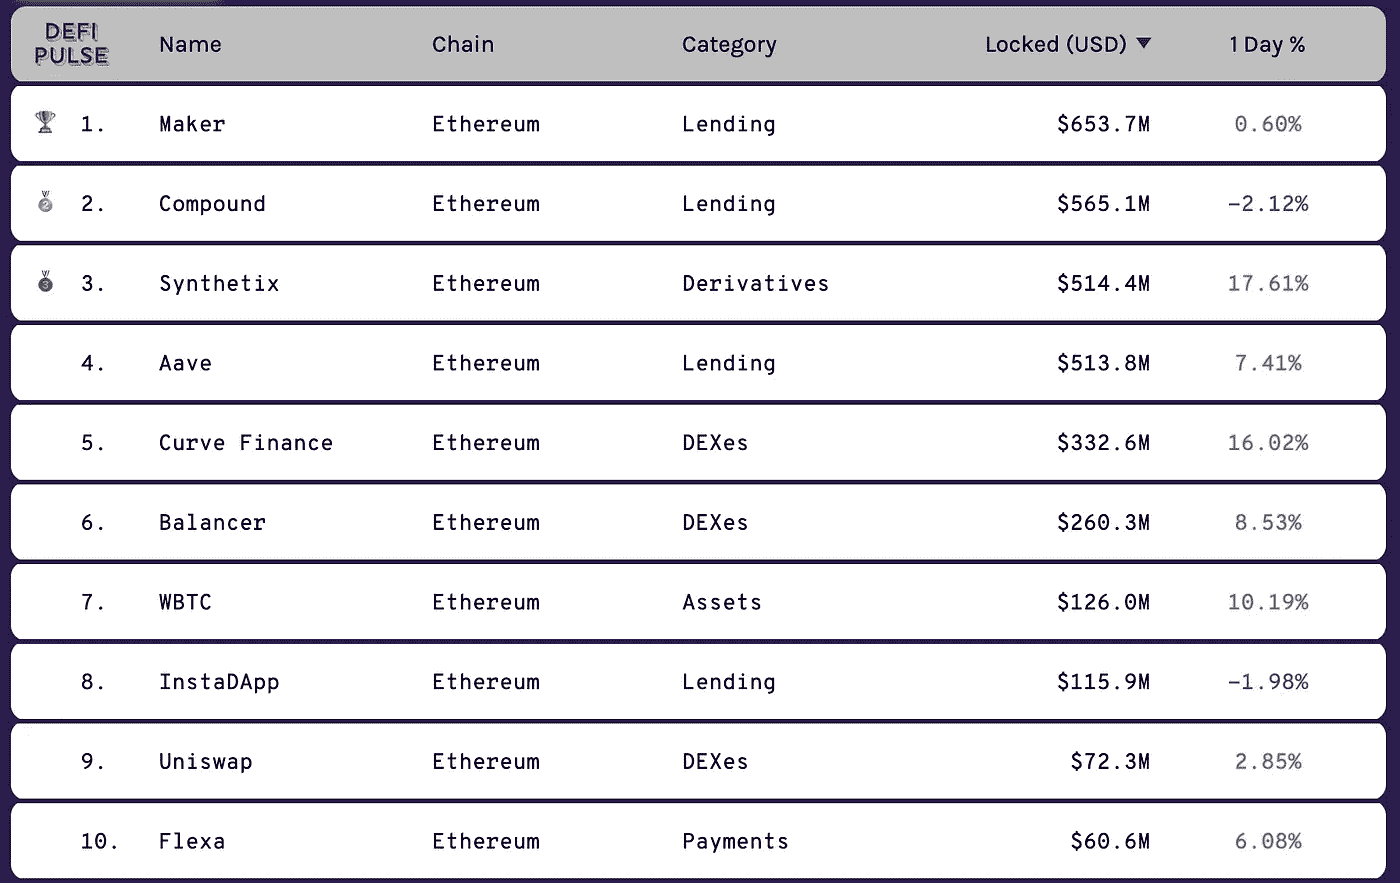 DEFI PULSE Name Chain Category Locked (USD) ▼ 1 Day %
1. Maker Ethereum Lending $653.7M 0.60%
2 2. Compound Ethereum Lending $565.1M -2.12%
3 3. Synthetix Ethereum Derivatives $514.4M 17.61%
4. Aave Ethereum Lending $513.8M 7.41%
5. Curve Finance Ethereum DEXes $332.6M 16.02%
6. Balancer Ethereum DEXes $260.3M 8.53%
7. WBTC Ethereum Assets $126.0M 10.19%
8. InstaDApp Ethereum Lending $115.9M -1.98%
9. Uniswap Ethereum DEXes $72.3M 2.85%
10. Flexa Ethereum Payments $60.6M 6.08%